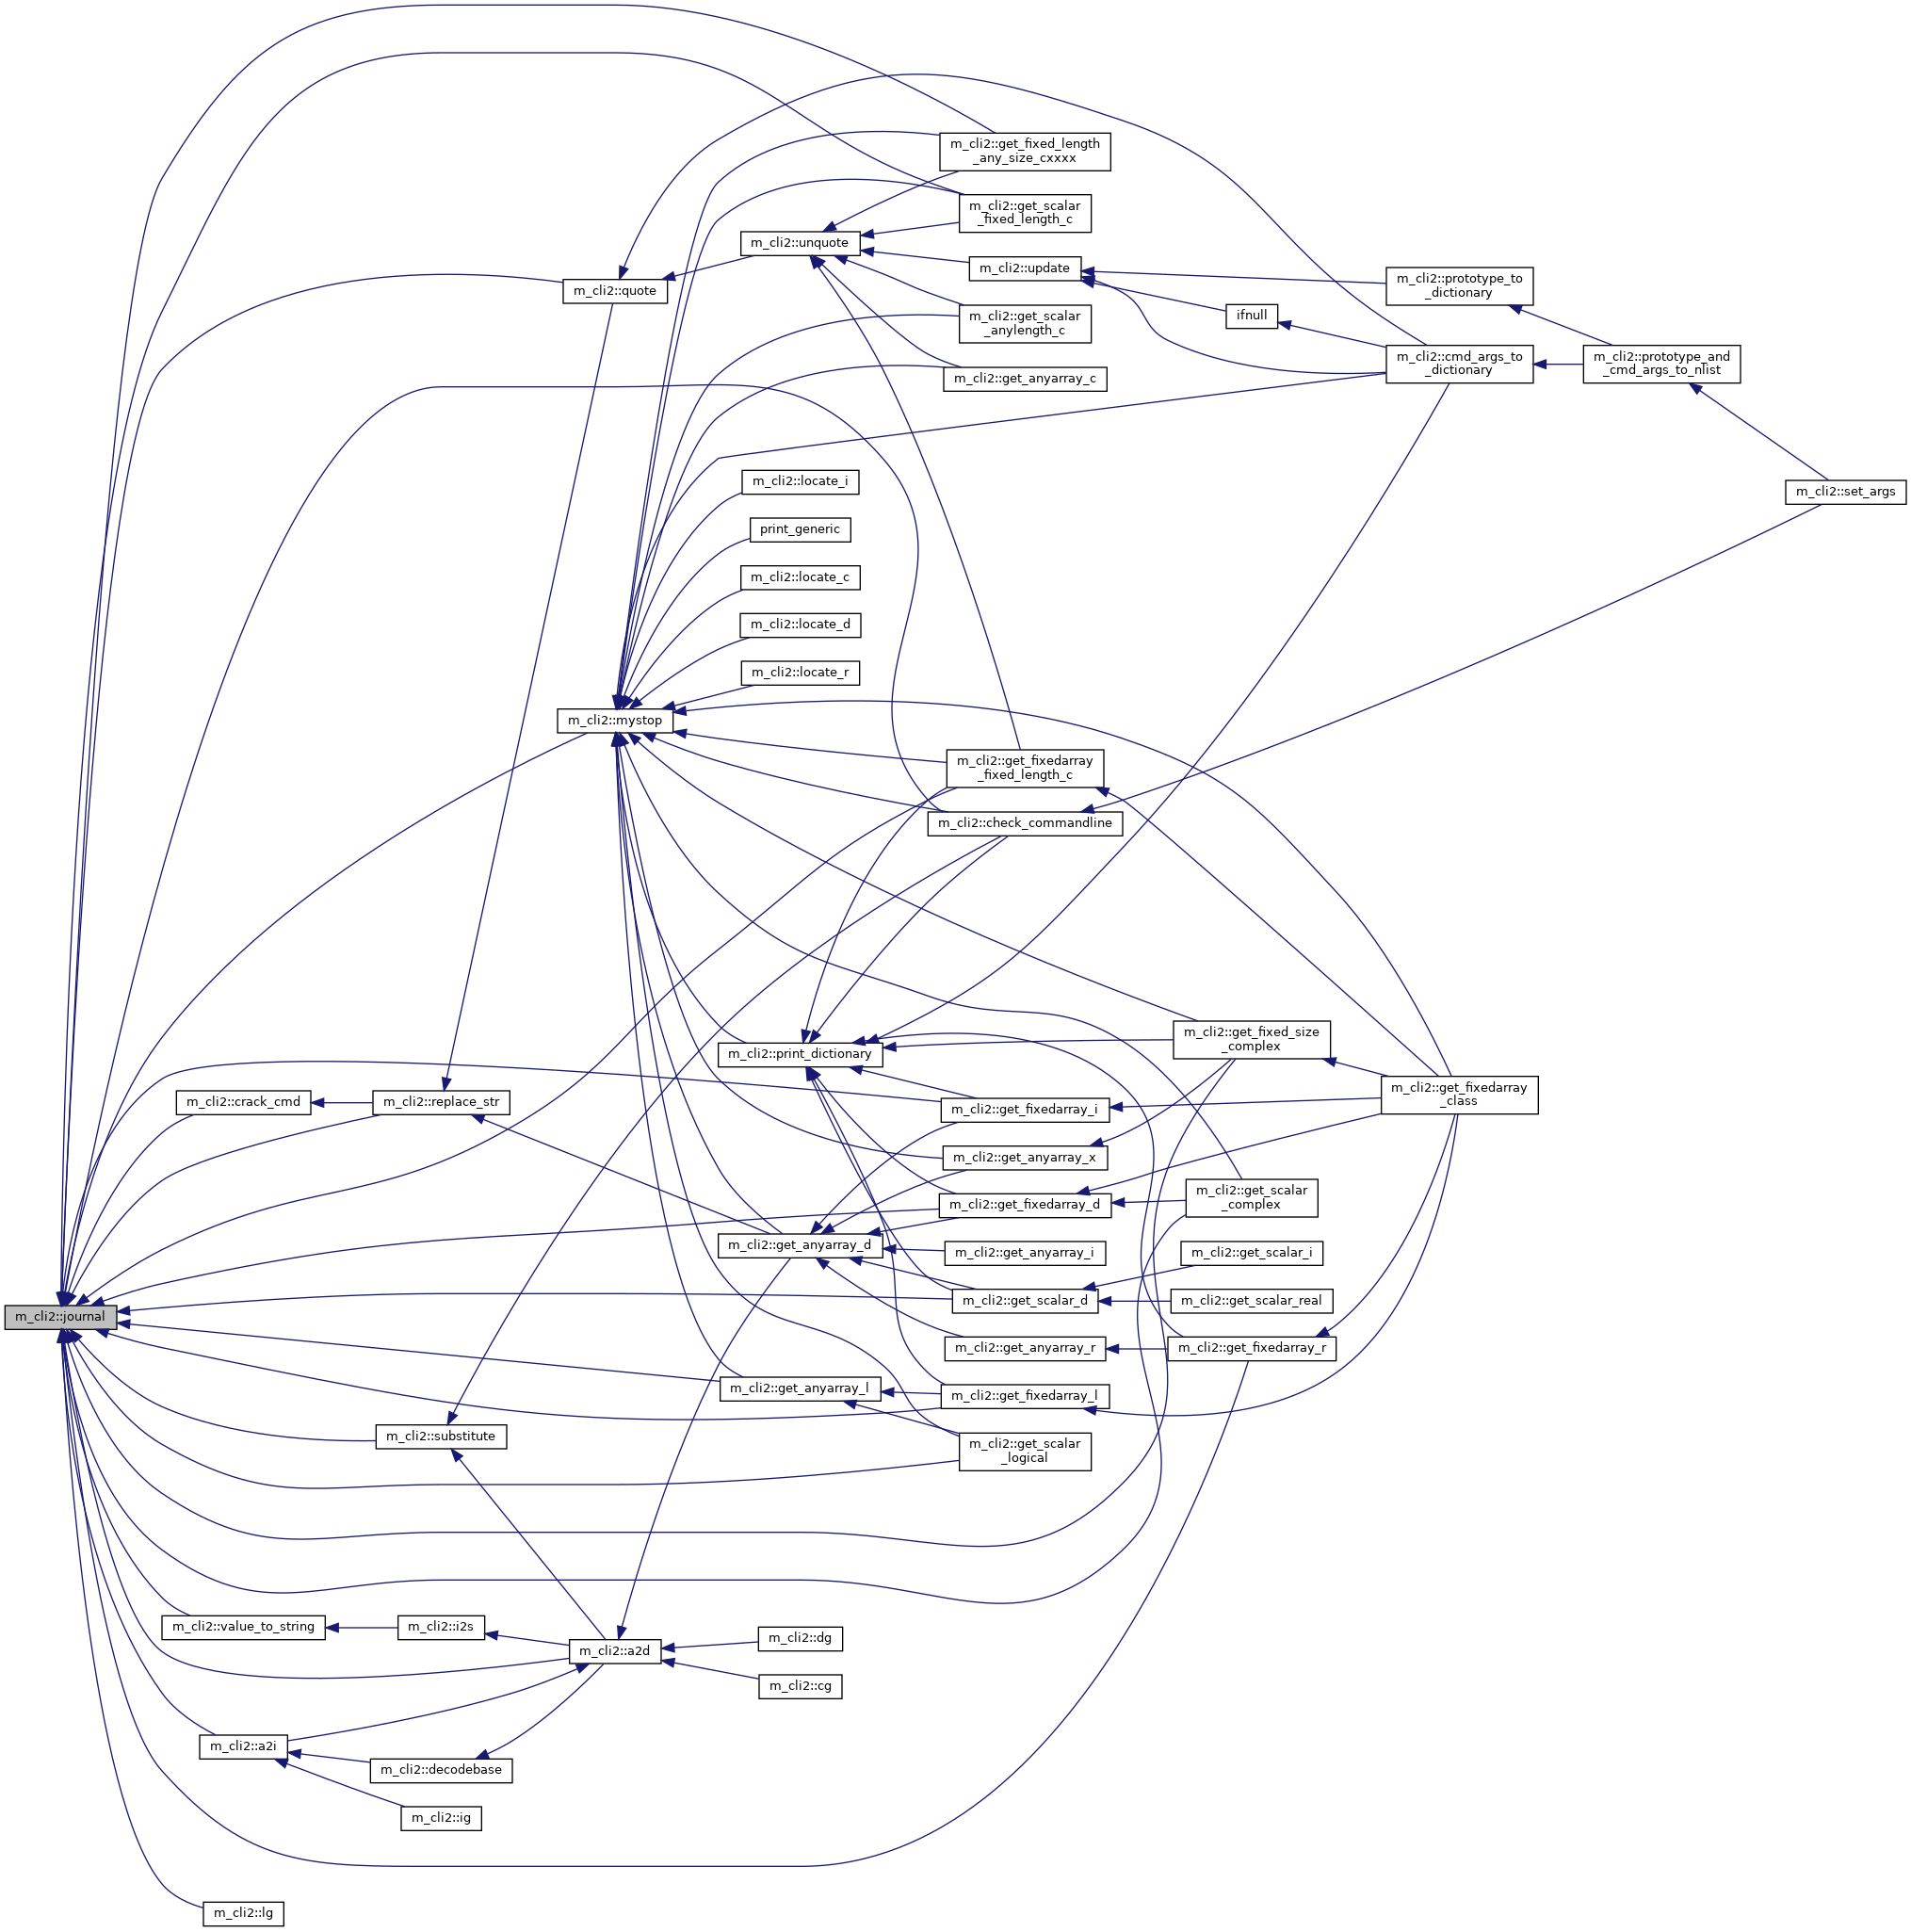 m_cli2::get_fixed_length
_any_size_cxxxx
m_cli2::get_scalar
_fixed_length_c
m_cli2::unquote
m_cli2::update
m_cli2::prototype_to
_dictionary
m_cli2::quote
ifnull
m_cli2::get_scalar
_anylength_c
m_cli2::cmd_args_to
_dictionary
m_cli2::prototype_and
_cmd_args_to_nlist
m_cli2::get_anyarray_c
m_cli2::locate_i
m_cli2::set_args
print_generic
m_cli2::locate_c
m_cli2::locate_d
m_cli2::locate_r
m_cli2::mystop
m_cli2::get_fixedarray
_fixed_length_c
m_cli2::check_commandline
m_cli2::get_fixed_size
_complex
m_cli2::print_dictionary
m_cli2::get_fixedarray
_class
m_cli2::crack_cmd
m_cli2::replace_str
m_cli2::get_fixedarray_i
m_cli2::get_anyarray_x
m_cli2::get_scalar
_complex
m_cli2::get_fixedarray_d
m_cli2::get_anyarray_d
m_cli2::get_anyarray_i
m_cli2::get_scalar_i
m_cli2::get_scalar_d
m_cli2::get_scalar_real
m_cli2::journal
m_cli2::get_anyarray_r
m_cli2::get_fixedarray_r
m_cli2::get_anyarray_l
m_cli2::get_fixedarray_l
m_cli2::substitute
m_cli2::get_scalar
_logical
m_cli2::value_to_string
m_cli2::i2s
m_cli2::dg
m_cli2::a2d
m_cli2::cg
m_cli2::a2i
m_cli2::decodebase
m_cli2::ig
m_cli2::lg